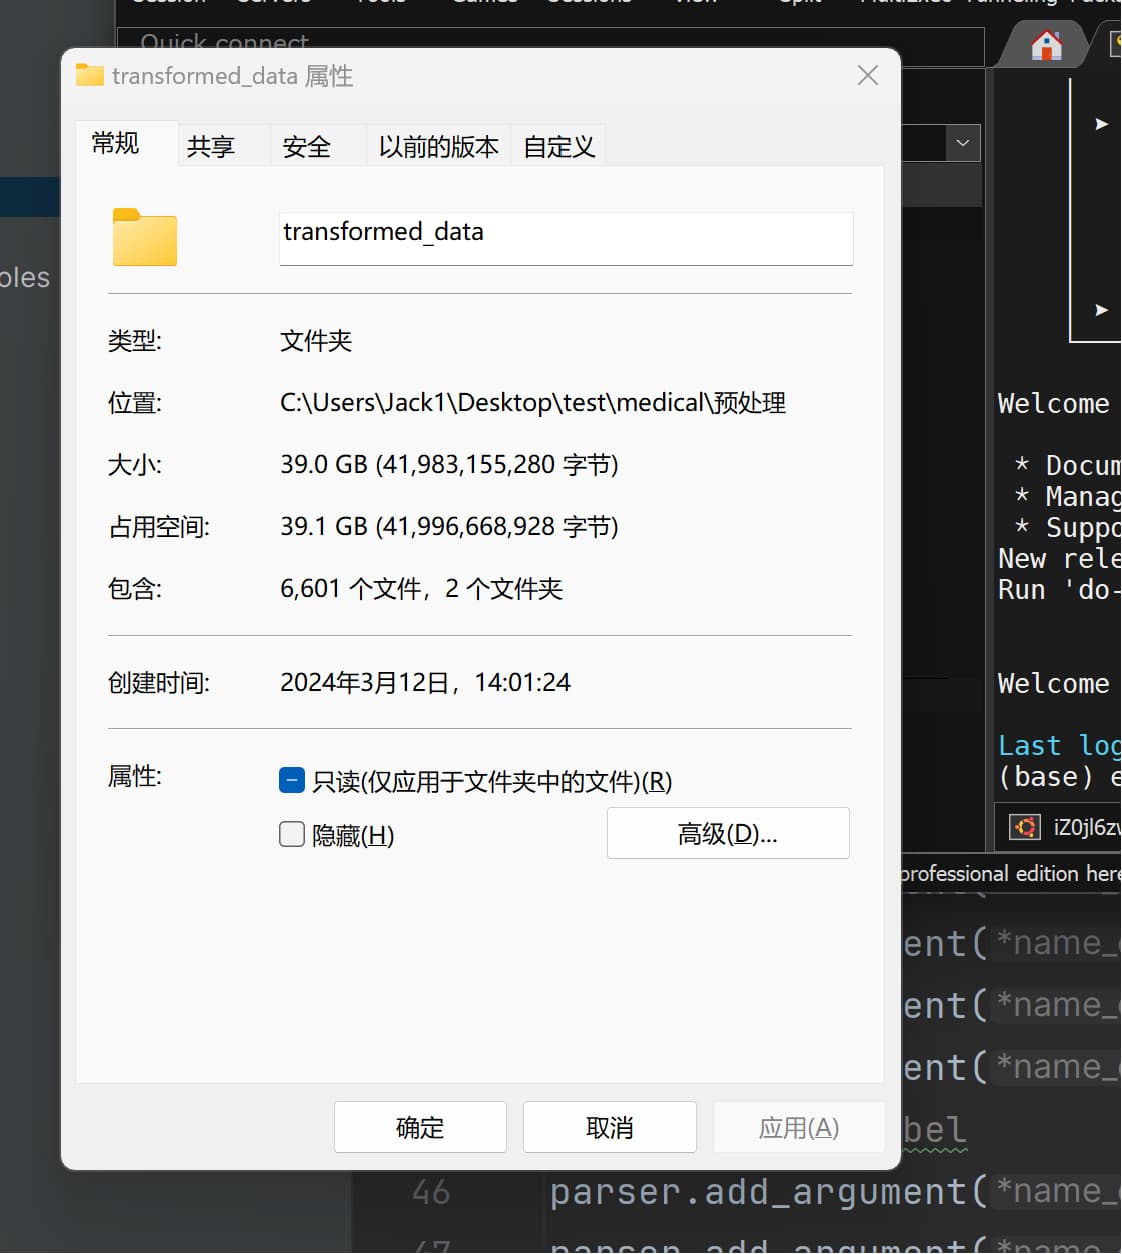 Quick connect
transformed_data 属性
常规
共享
安全
以前的版本
自定义
transformed_data
类型:
文件夹
位置:
C:\Users\Jack1\Desktop\test\medical\预处理
大小:
39.0 GB (41,983,155,280 字节)
占用空间:
39.1 GB (41,996,668,928 字节)
包含:
6,601 个文件，2 个文件夹
创建时间:
2024年3月12日，14:01:24
属性:
只读(仅应用于文件夹中的文件)(R)
隐藏(H)
高级(D)...
确定
取消
应用(A)
oles
➤
➤
Welcome
* Docum
* Manag
* Suppo
New rele
Run 'do-
Welcome
Last log
(base) e
iZ0jl6zv
professional edition here
ent( *name_
ent( *name_
ent( *name_
bel
46 parser.add_argument( *name_
47 parser.add_argument(